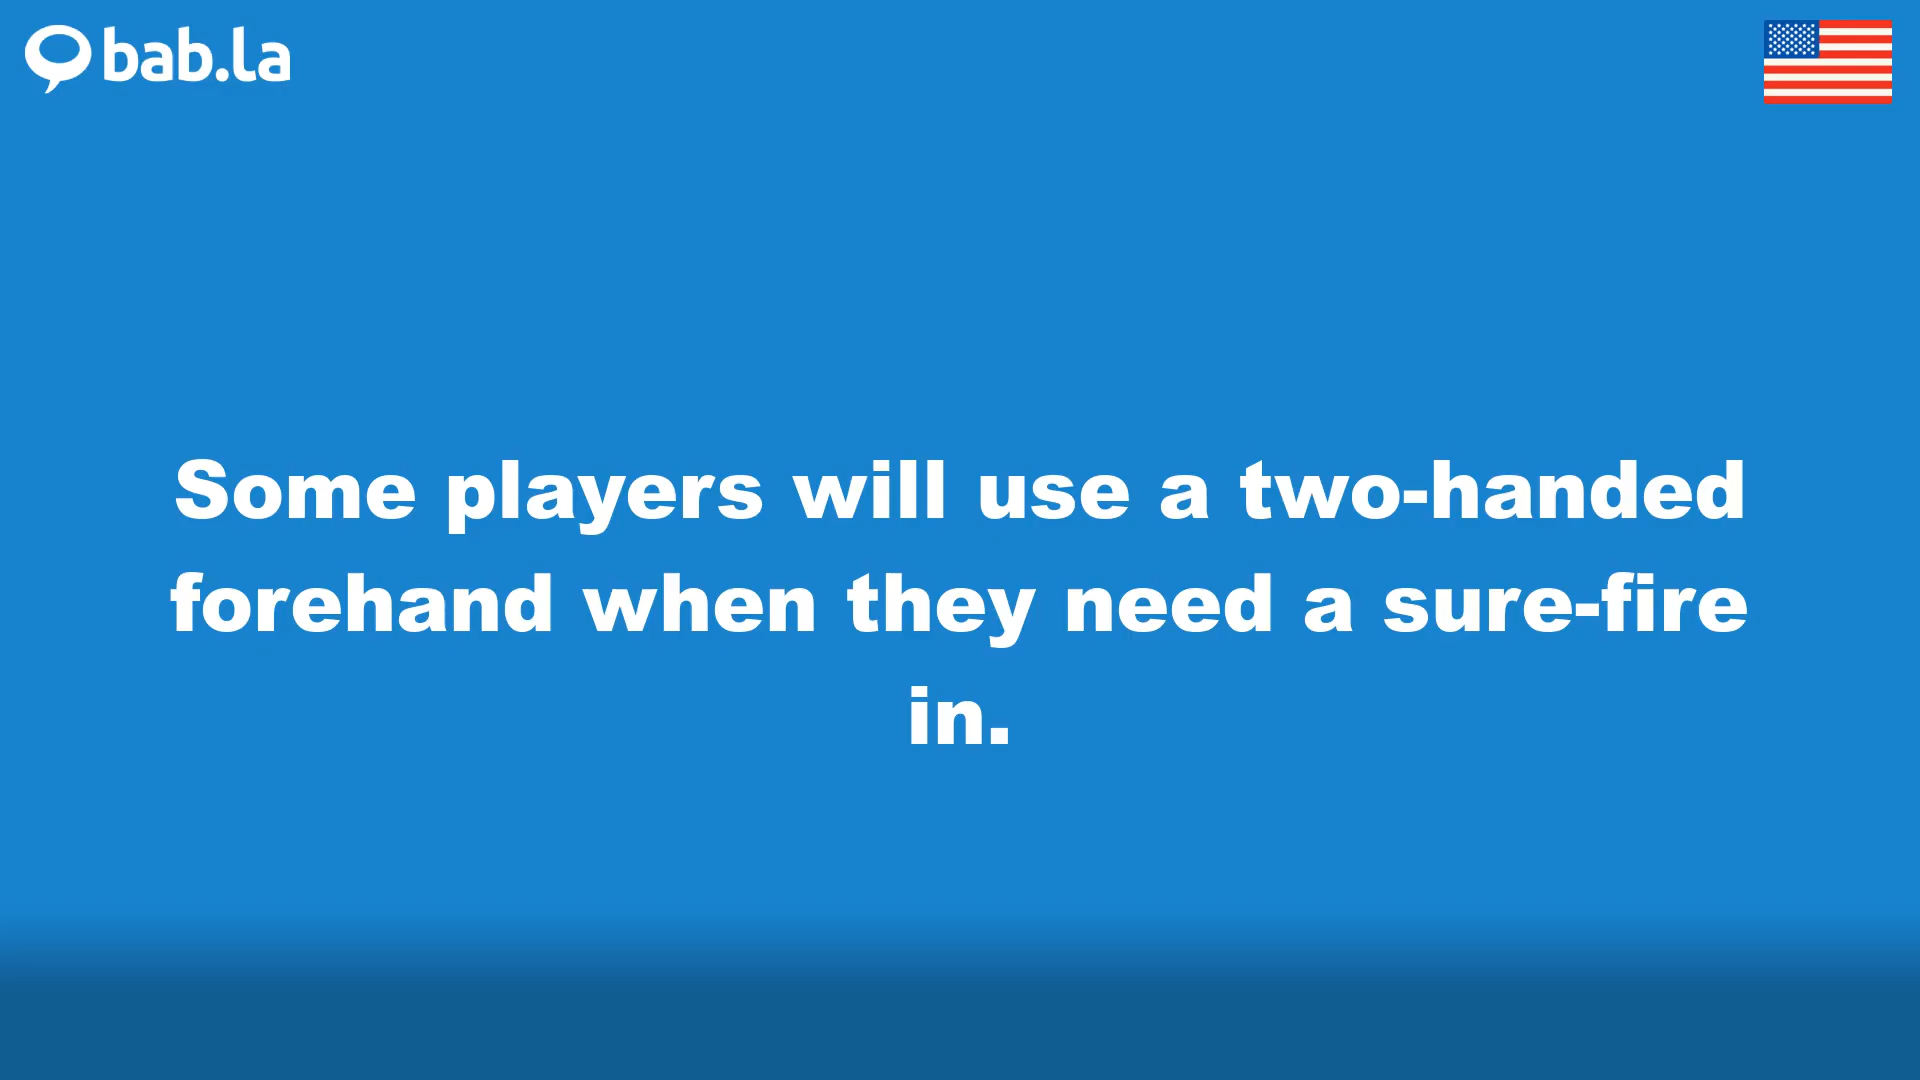 bab.la
Some players will use a two-handed
forehand when they need a sure-fire
in.